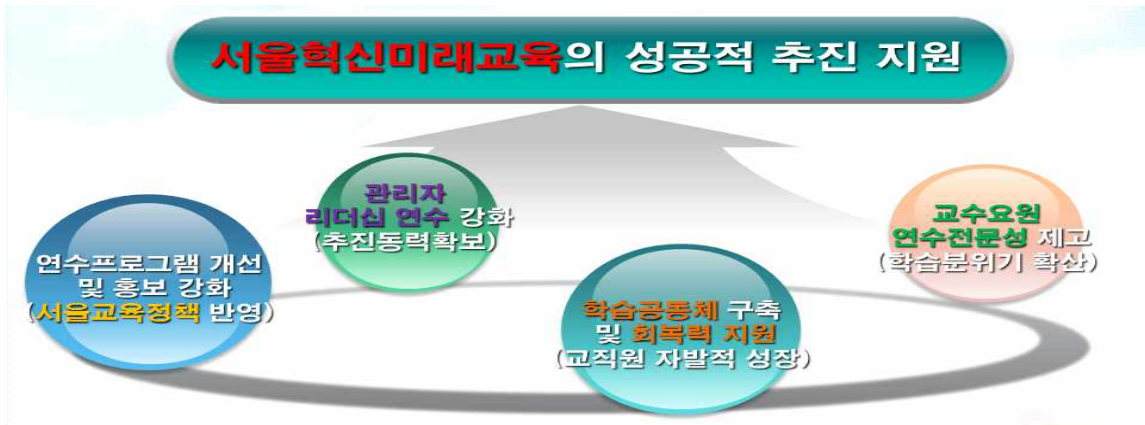 서울혁신미래교육의 성공적 추진 지원
연수프로그램 개선
및 홍보 강화
(서울교육정책 반영)
관리자
리더십 연수 강화
(추진동력확보)
학습공동체 구축
및 회복력 지원
(교직원 자발적 성장)
교수요원
연수전문성 제고
(학습분위기 확산)